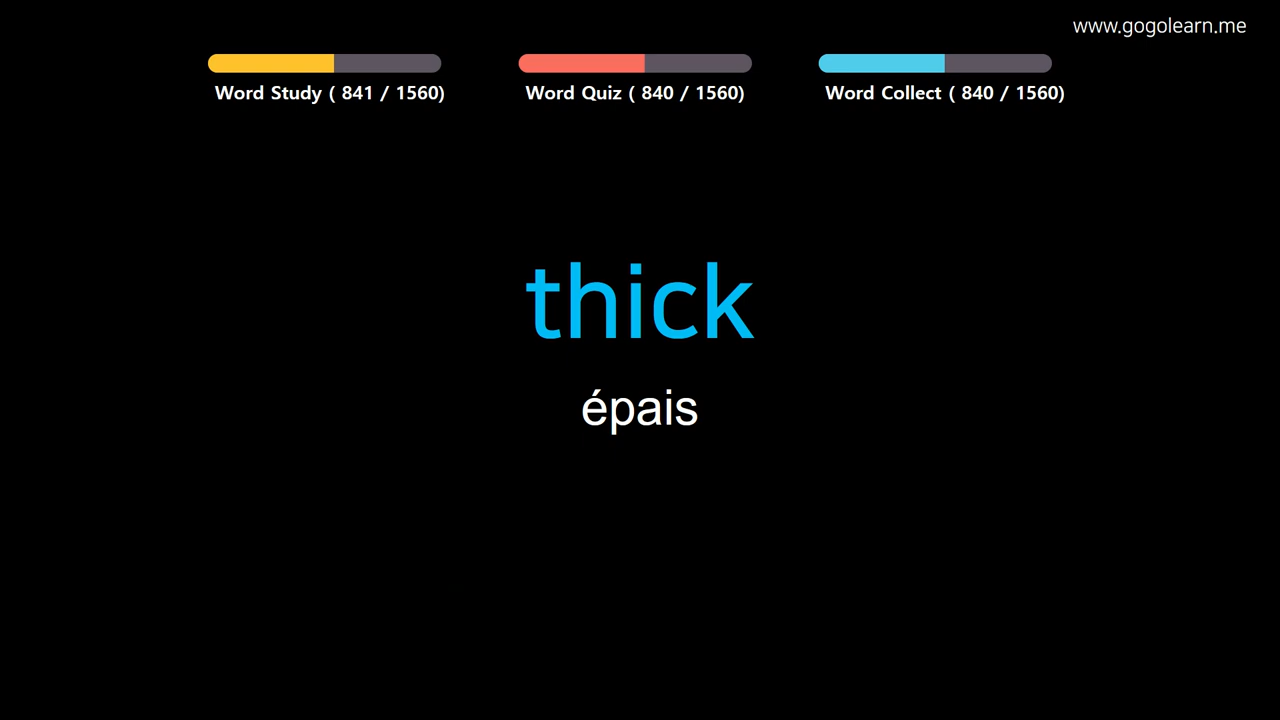 www.gogolearn.me
Word Study ( 841 / 1560)
Word Quiz ( 840 / 1560)
Word Collect ( 840 / 1560)
thick
épais